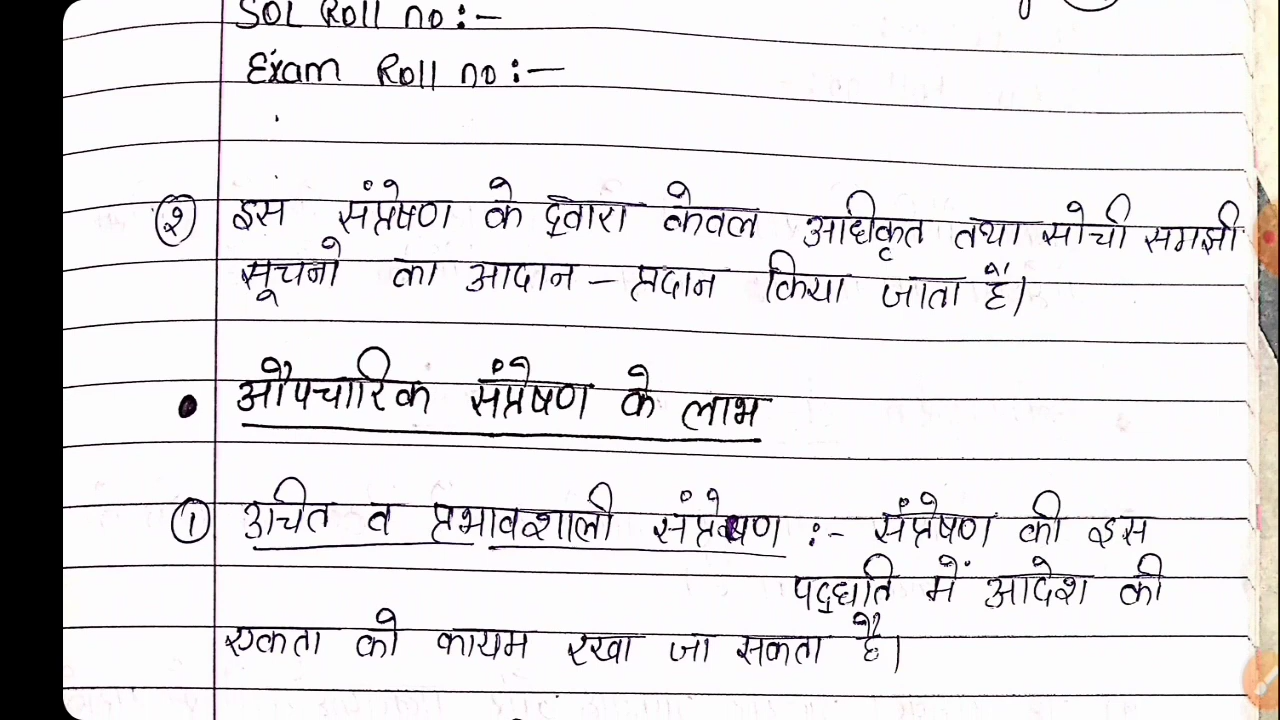 SOL Roll no :-
Exam Roll no :-
② इस संप्रेषण के द्वारा केवल अधिकृत तथा सोची समझी
सूचनो का आदान - प्रदान किया जाता है।
• औपचारिक संप्रेषण के लाभ
① उचित व प्रभावशाली संप्रेषण :- संप्रेषण की इस
पद्धति में आदेश की
एकता को कायम रखा जा सकता है।